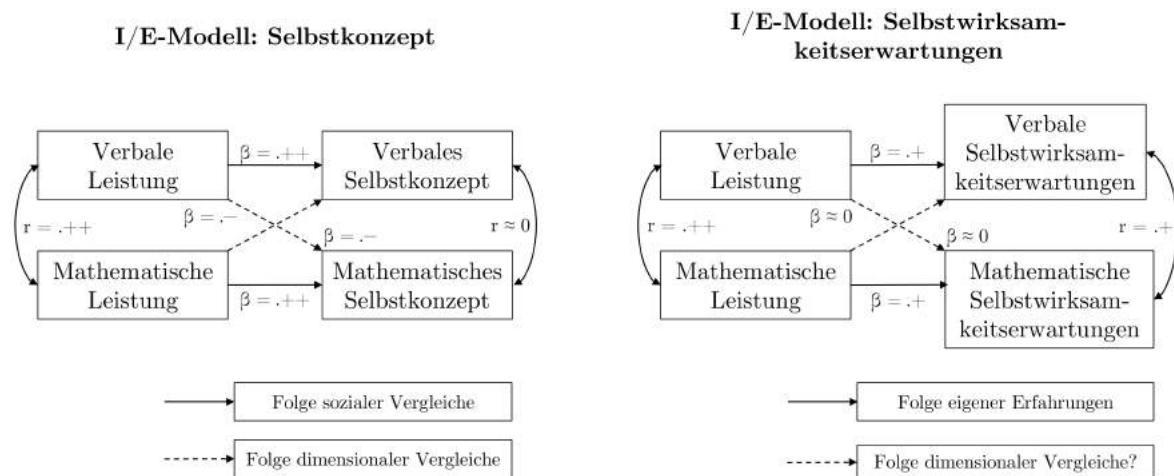 I/E-Modell: Selbstkonzept
Verbale
Leistung
β = .++
Verbales
Selbstkonzept
r = .++
β = .−
β = .−
r ≈ 0
Mathematische
Leistung
β = .++
Mathematisches
Selbstkonzept
Folge sozialer Vergleiche
Folge dimensionaler Vergleiche
I/E-Modell: Selbstwirksam-
keitserwartungen
Verbale
Leistung
β = .+
Verbale
Selbstwirksam-
keitserwartungen
r = .++
β ≈ 0
β ≈ 0
r = .+
Mathematische
Leistung
β = .+
Mathematische
Selbstwirksam-
keitserwartungen
Folge eigener Erfahrungen
Folge dimensionaler Vergleiche?